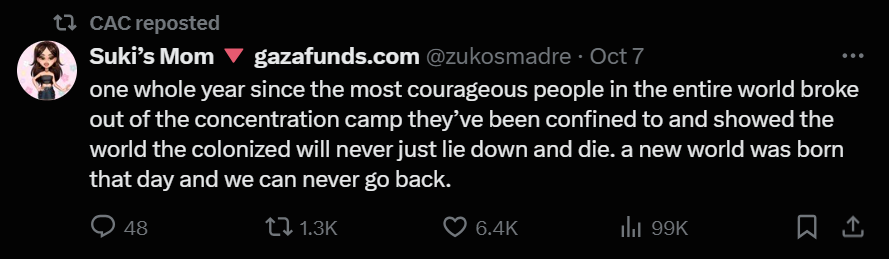 CAC reposted
Suki's Mom 🔻 gazafunds.com @zukosmadre · Oct 7
one whole year since the most courageous people in the entire world broke
out of the concentration camp they've been confined to and showed the
world the colonized will never just lie down and die. a new world was born
that day and we can never go back.
48 1.3K 6.4K 99K